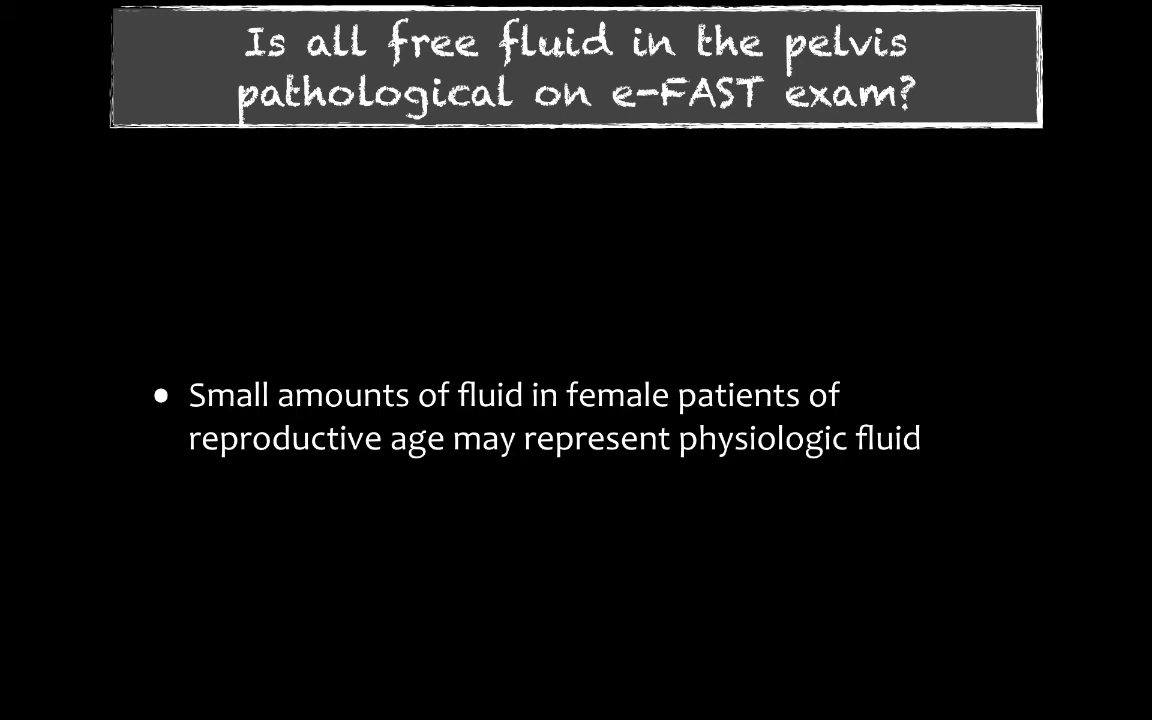 Is all free fluid in the pelvis
pathological on e-FAST exam?
• Small amounts of fluid in female patients of
reproductive age may represent physiologic fluid